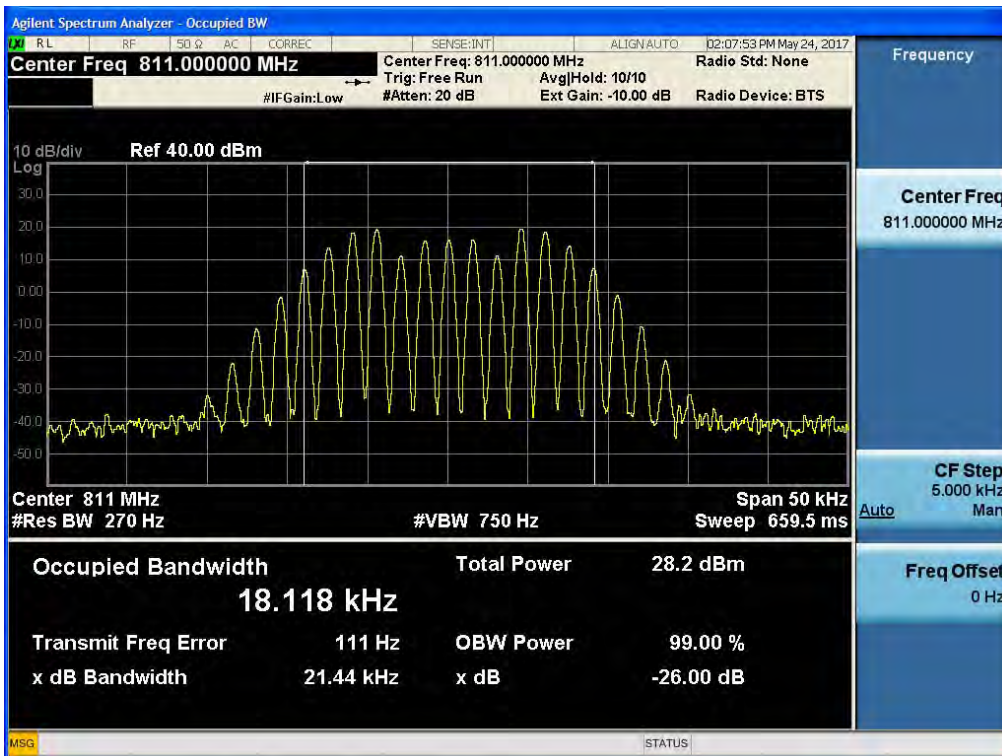 Agilent Spectrum Analyzer - Occupied BW
LXI RL RF 50 Ω AC CORREC SENSE:INT ALIGNAUTO 02:07:53 PM May 24, 2017
Center Freq 811.000000 MHz Center Freq: 811.000000 MHz Radio Std: None
Trig: Free Run Avg|Hold: 10/10
#IFGain:Low #Atten: 20 dB Ext Gain: -10.00 dB Radio Device: BTS
10 dB/div Ref 40.00 dBm
Log
30.0
20.0
10.0
0.00
-10.0
-20.0
-30.0
-40.0
-50.0
Center 811 MHz Span 50 kHz
#Res BW 270 Hz #VBW 750 Hz Sweep 659.5 ms
Occupied Bandwidth Total Power 28.2 dBm
18.118 kHz
Transmit Freq Error 111 Hz OBW Power 99.00 %
x dB Bandwidth 21.44 kHz x dB -26.00 dB
MSG STATUS
Frequency
Center Freq
811.000000 MHz
CF Step
5.000 kHz
Auto Man
Freq Offset
0 Hz